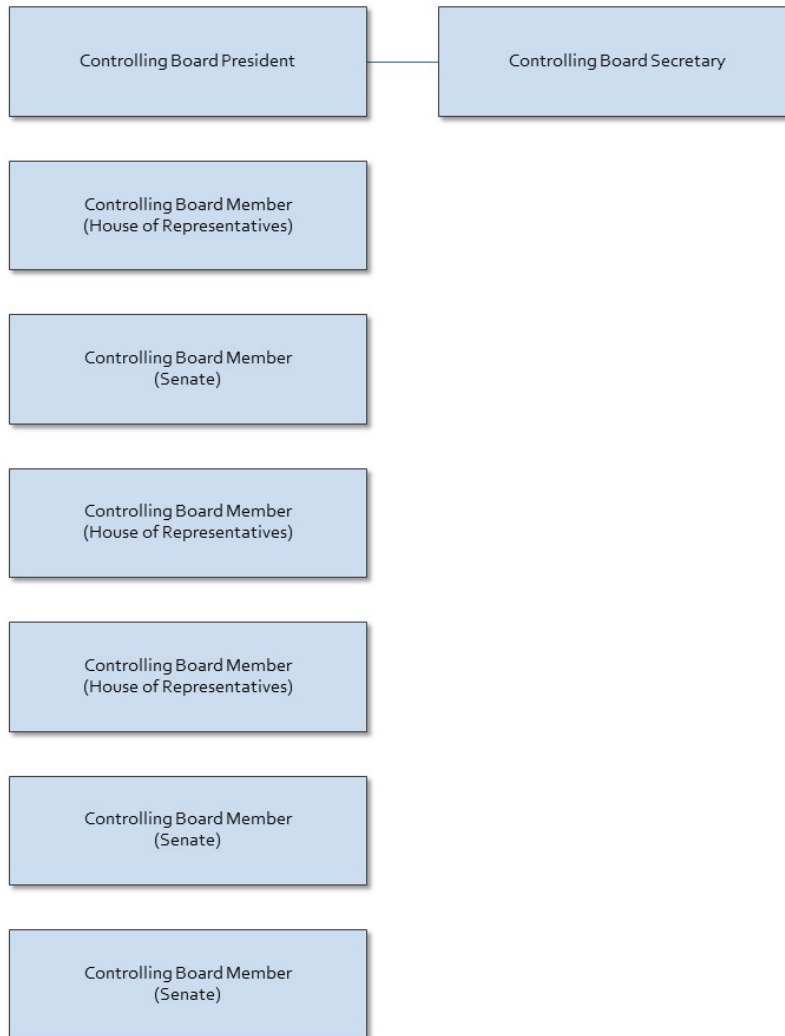 Controlling Board President
Controlling Board Secretary
Controlling Board Member
(House of Representatives)
Controlling Board Member
(Senate)
Controlling Board Member
(House of Representatives)
Controlling Board Member
(House of Representatives)
Controlling Board Member
(Senate)
Controlling Board Member
(Senate)